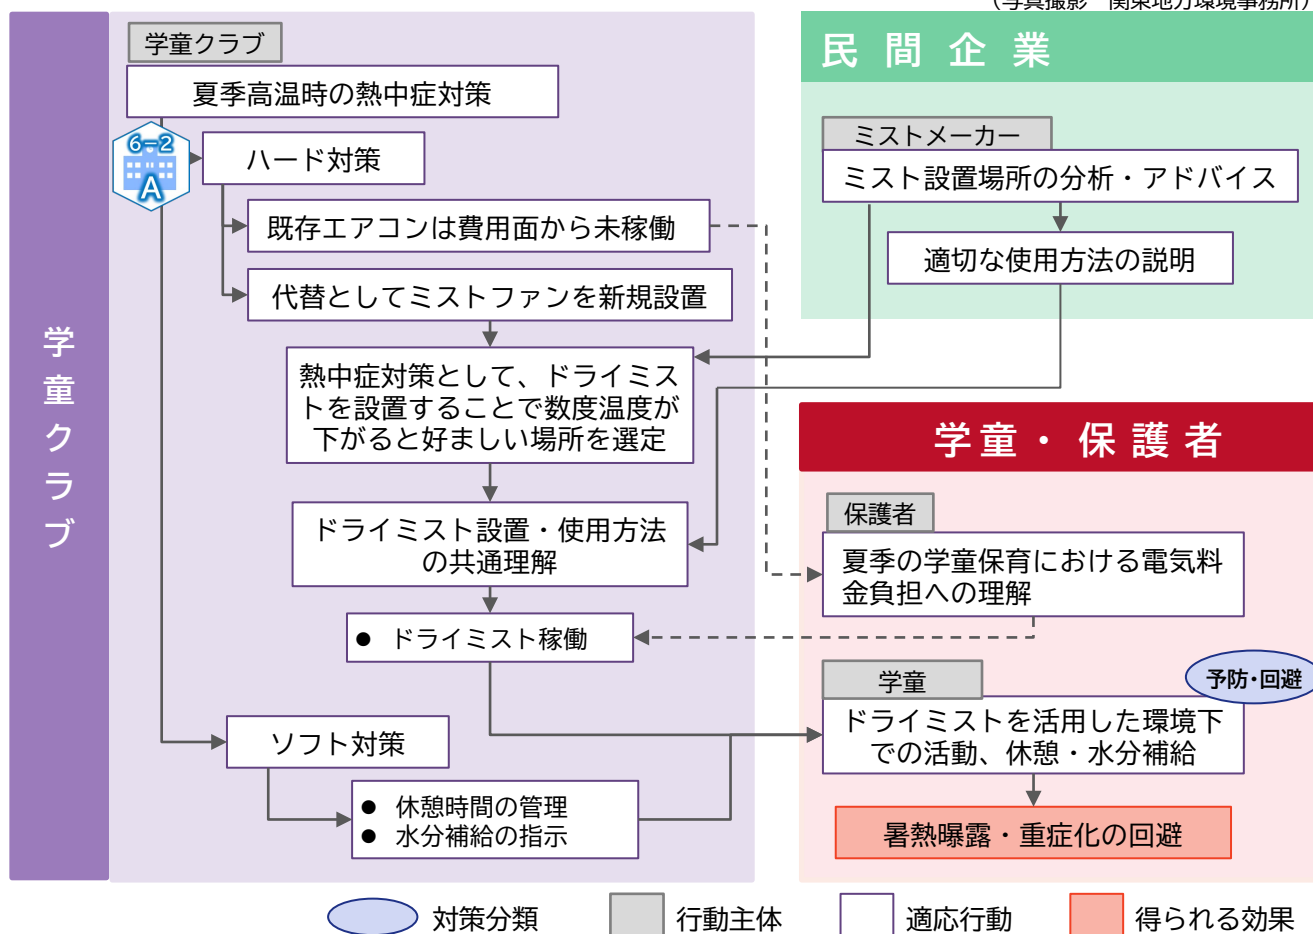 (写真撮影 関東地方環境事務所)
学童クラブ
学童クラブ
夏季高温時の熱中症対策
6-2
A
ハード対策
既存エアコンは費用面から未稼働
代替としてミストファンを新規設置
熱中症対策として、ドライミス
トを設置することで数度温度が
下がると好ましい場所を選定
ドライミスト設置・使用方法
の共通理解
● ドライミスト稼働
ソフト対策
● 休憩時間の管理
● 水分補給の指示
民間企業
ミストメーカー
ミスト設置場所の分析・アドバイス
適切な使用方法の説明
学童・保護者
保護者
夏季の学童保育における電気料
金負担への理解
予防・回避
学童
ドライミストを活用した環境下
での活動、休憩・水分補給
暑熱曝露・重症化の回避
対策分類
行動主体
適応行動
得られる効果